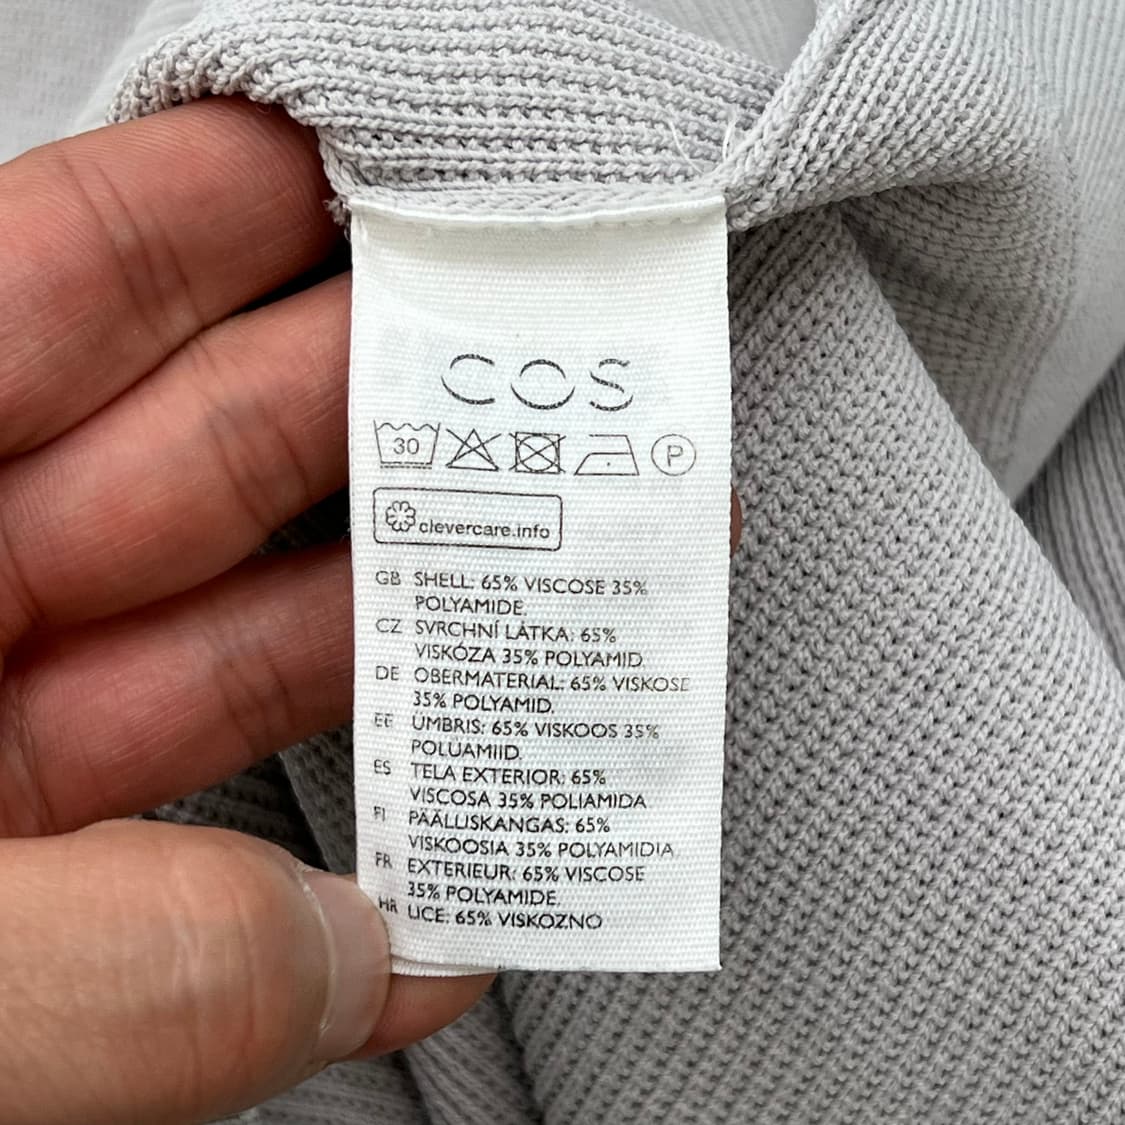 COS
30
P
clevercare.info
GB SHELL: 65% VISCOSE 35%
POLYAMIDE.
CZ SVRCHNÍ LÁTKA: 65%
VISKÓZA 35% POLYAMID.
DE OBERMATERIAL: 65% VISKOSE
35% POLYAMID.
EE ÜMBRIS: 65% VISKOOS 35%
POLUAMIID.
ES TELA EXTERIOR: 65%
VISCOSA 35% POLIAMIDA
FI PÄÄLLISKANGAS: 65%
VISKOOSIA 35% POLYAMIDIA
FR EXTERIEUR: 65% VISCOSE
35% POLYAMIDE.
HR LICE: 65% VISKOZNO